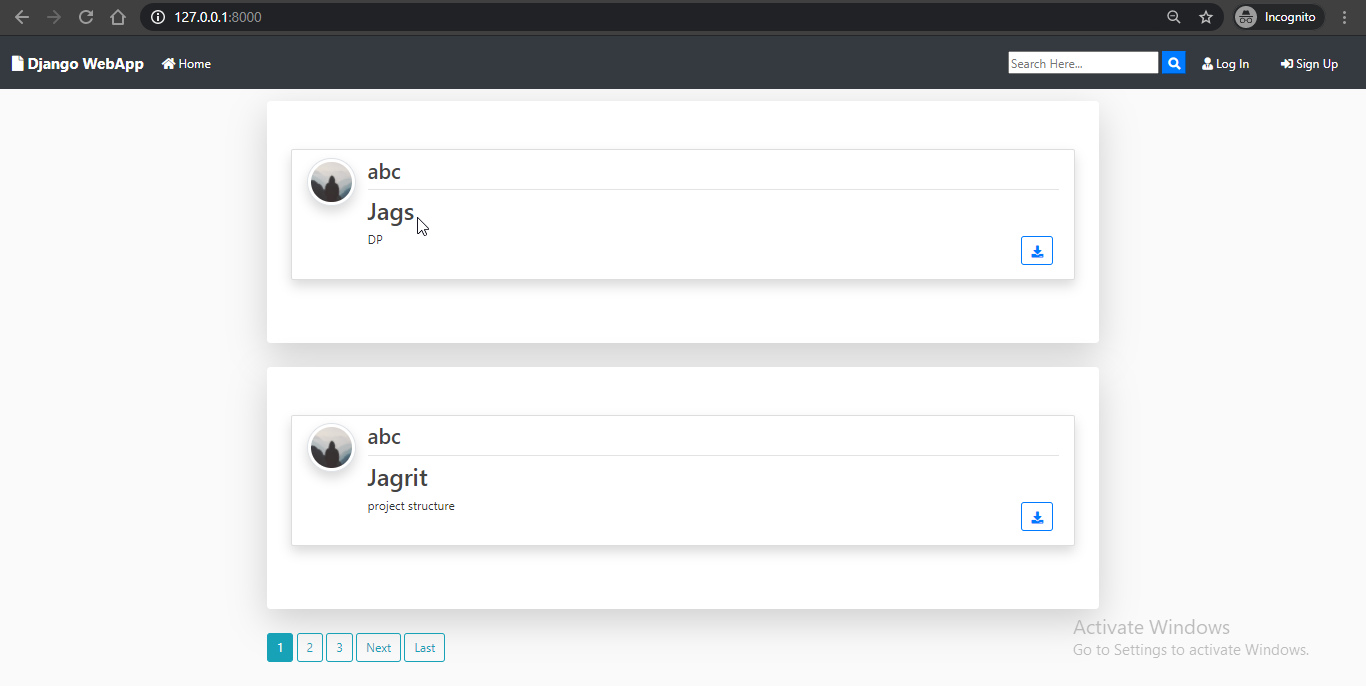 127.0.0.1:8000
Incognito
Django WebApp Home Search Here... Log In Sign Up
abc
Jags
DP
abc
Jagrit
project structure
1 2 3 Next Last
Activate Windows
Go to Settings to activate Windows.